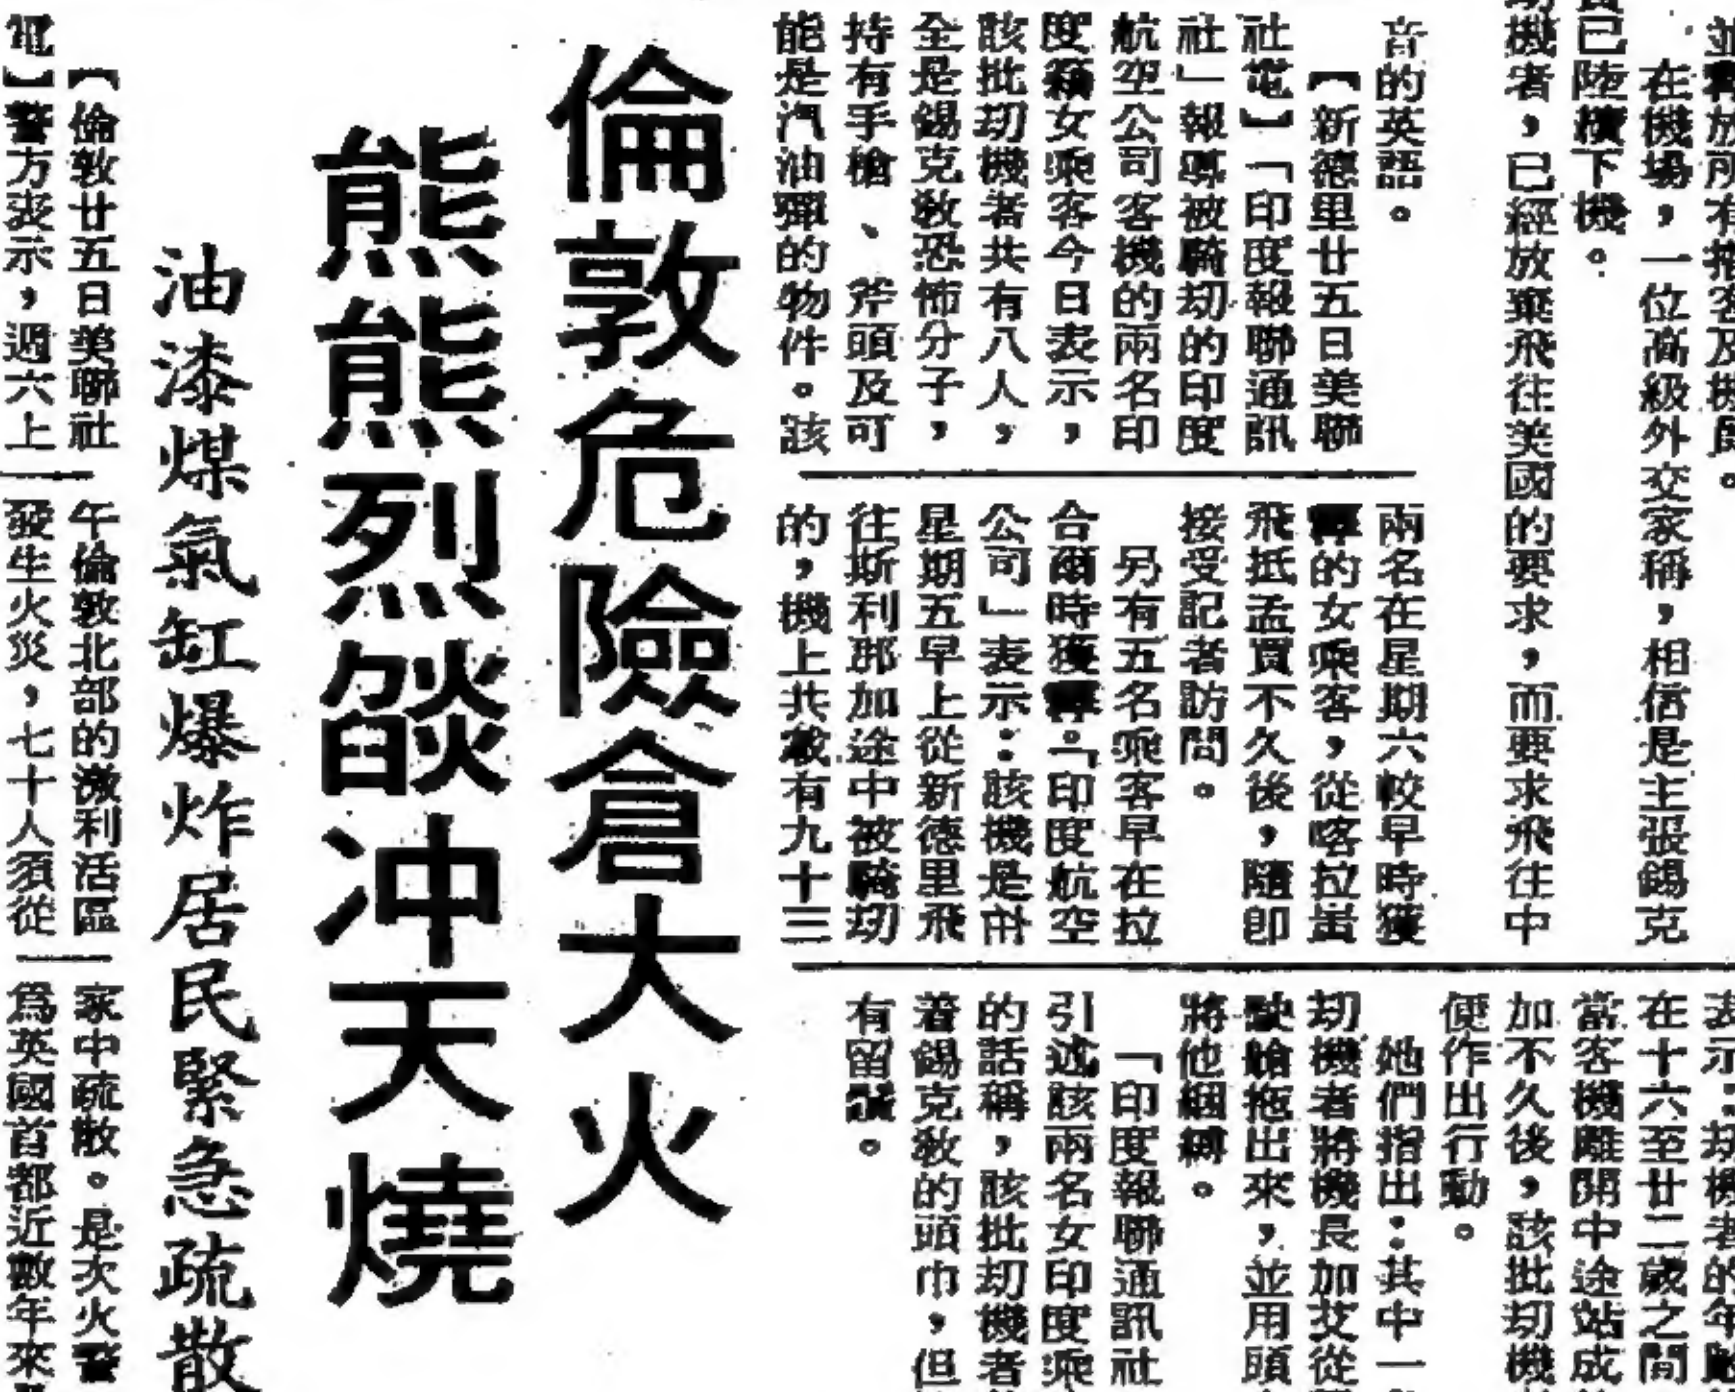 在機場，一位高級外交家稱，相信是主張錫克
已陸續下機。
機者，已經放棄飛往美國的要求，而要求飛往中
音的英語。
【新德里廿五日美聯
社電】「印度報聯通訊
社」報導被騎劫的印度
航空公司客機的兩名印
度籍女乘客今日表示，
該批劫機者共有八人，
全是錫克敎恐怖分子，
持有手槍、斧頭及可
能是汽油彈的物件。該
兩名在星期六較早時獲
釋的女乘客，從喀拉蚩
飛抵孟買不久後，隨卽
接受記者訪問。
另有五名乘客早在拉
合爾時獲釋。「印度航空
公司」表示：該機是
星期五早上從新德里飛
往斯利那加途中被騎劫
的，機上共載有九十三
表示：劫機者的年齡
在十六至廿二歲之間
當客機離開中途站成
加不久後，該批劫機
便作出行動。
她們指出：其中一
劫機者將機長加艾從
駛艙拖出來，並用頭
將他綑縛。
「印度報聯通訊社
引述該兩名女印度乘
的話稱，該批劫機者
着錫克敎的頭巾，但
有留鬚。
倫敦危險倉大火
熊熊烈燄冲天燒
油漆煤氣缸爆炸居民緊急疏散
【倫敦廿五日美聯社
電】警方表示，週六上
午倫敦北部的激利活區
發生火災，七十人須從
家中疏散。是次火警
爲英國首都近數年來